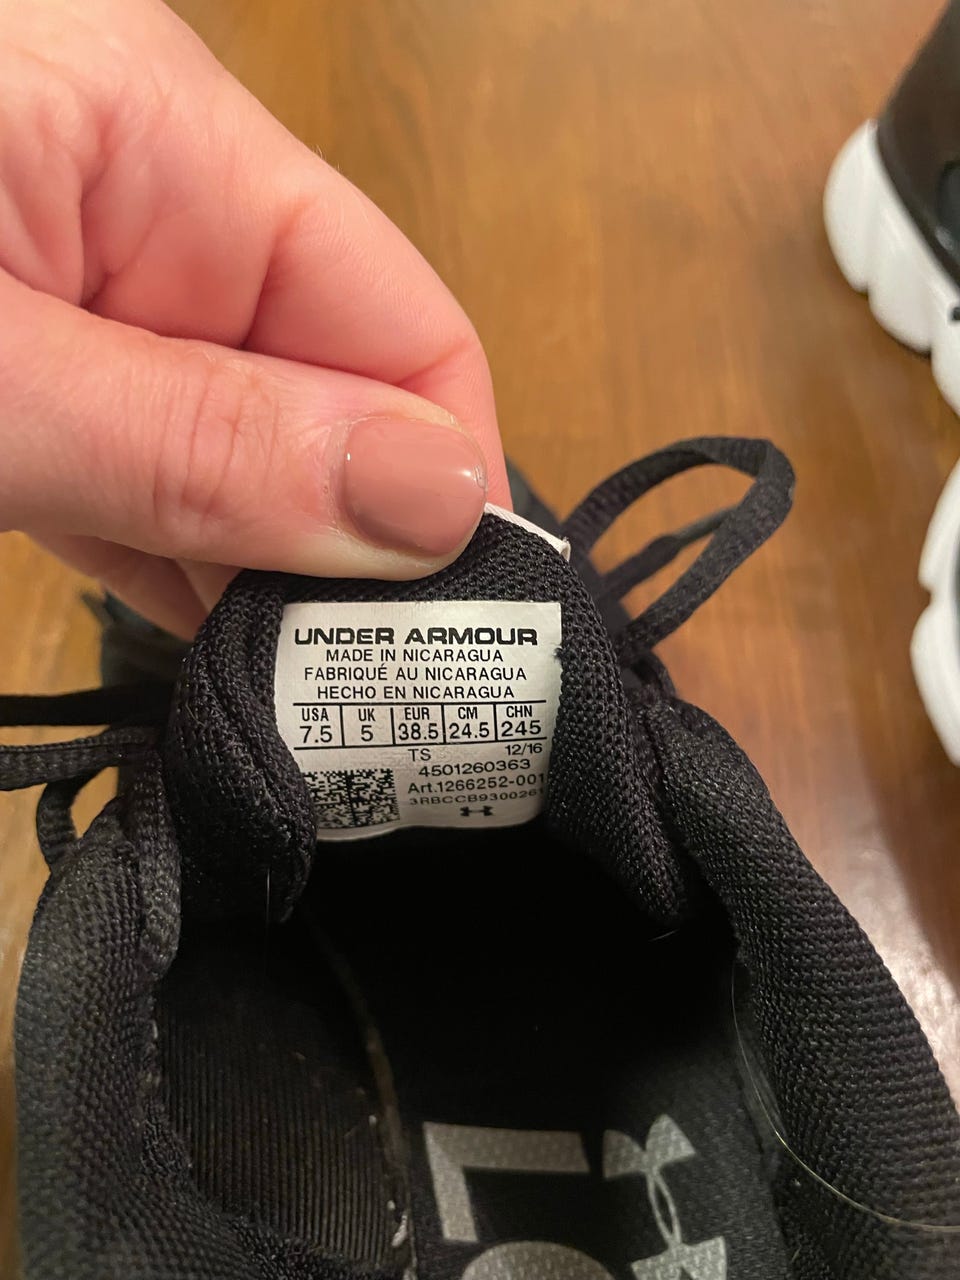 UNDER ARMOUR
MADE IN NICARAGUA
FABRIQUÉ AU NICARAGUA
HECHO EN NICARAGUA
USA UK EUR CM CHN
7.5 5 38.5 24.5 245
TS 12/16
4501260363
Art.1266252-001
3RBCCB9300261